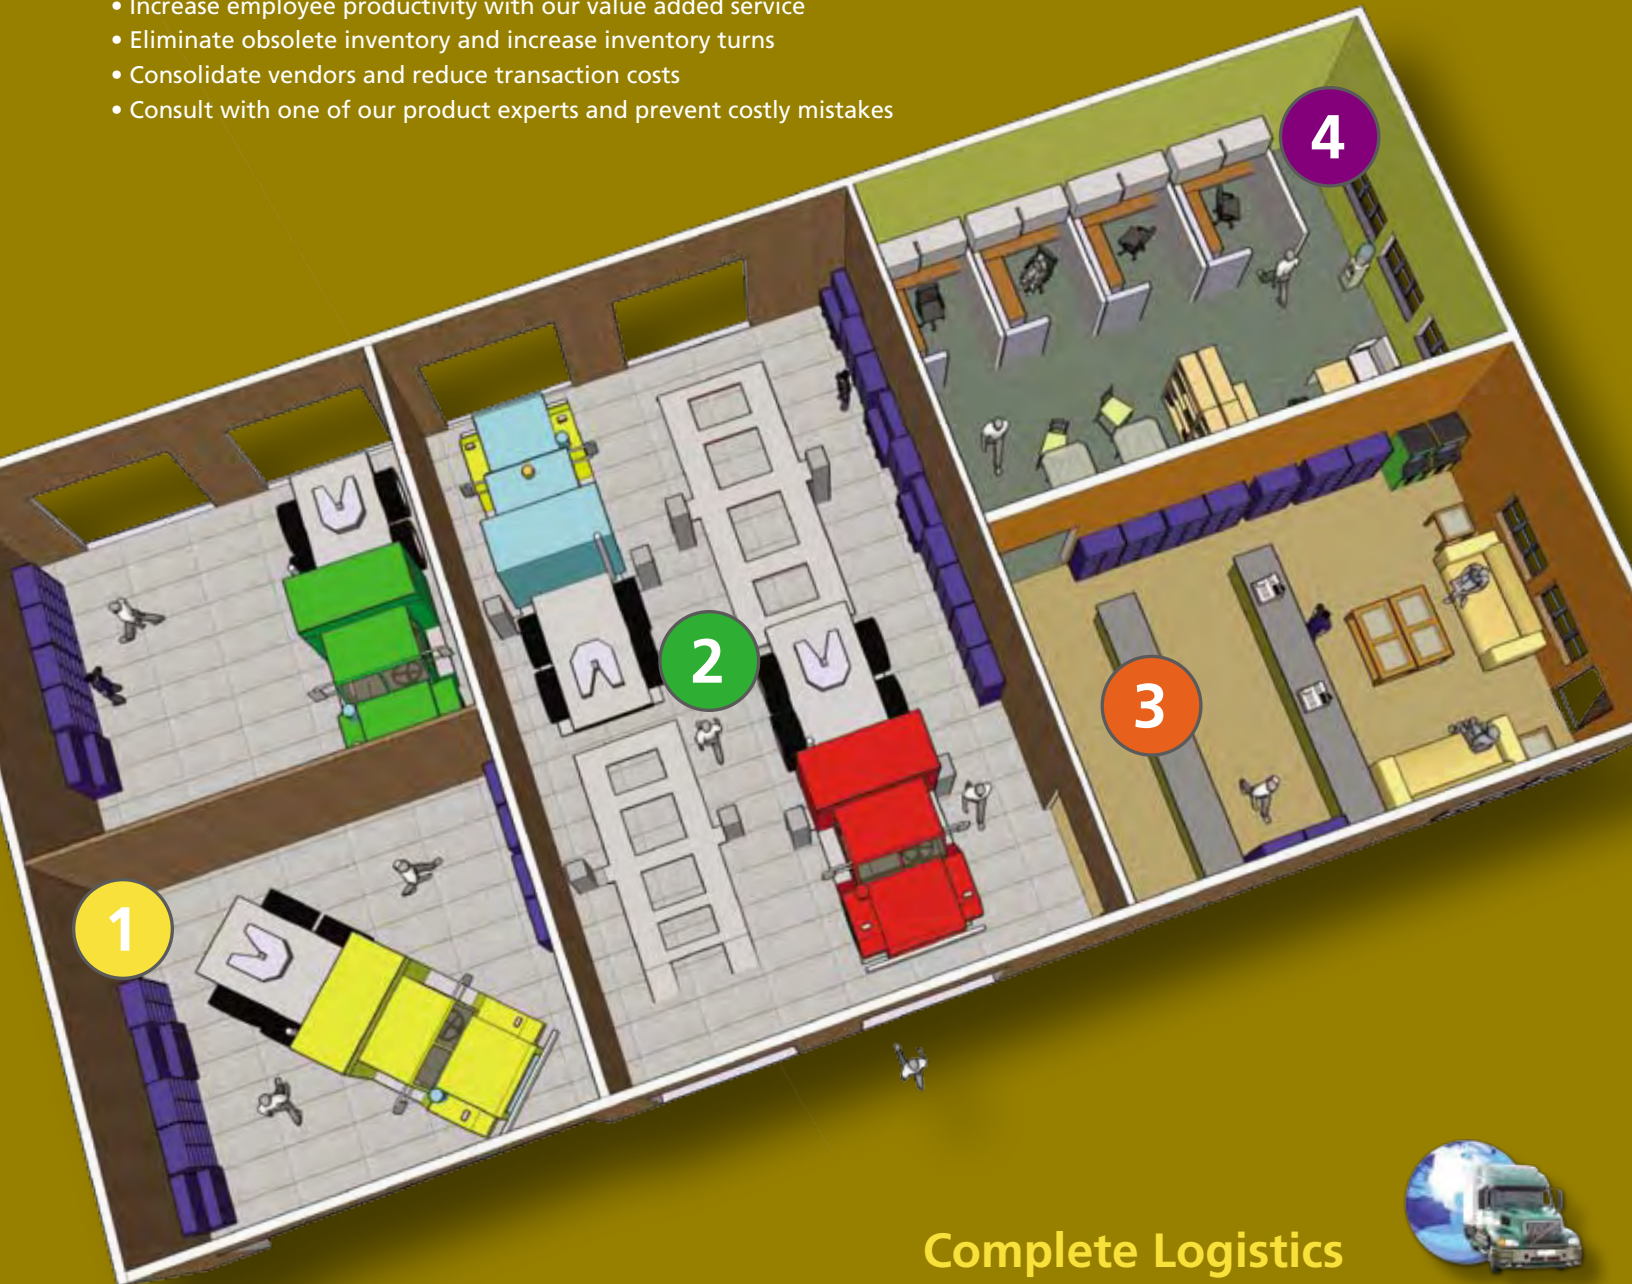 • Increase employee productivity with our value added service
• Eliminate obsolete inventory and increase inventory turns
• Consolidate vendors and reduce transaction costs
• Consult with one of our product experts and prevent costly mistakes
4
2
3
1
Complete Logistics